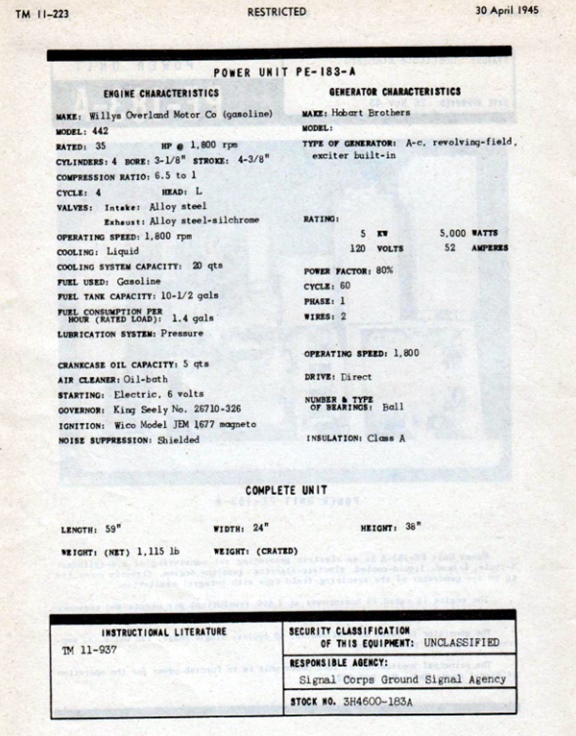 TM 11-223 RESTRICTED 30 April 1945
POWER UNIT PE-183-A
ENGINE CHARACTERISTICS
MAKE: Willys Overland Motor Co (gasoline)
MODEL: 442
RATED: 35 HP @ 1,800 rpm
CYLINDERS: 4 BORE: 3-1/8" STROKE: 4-3/8"
COMPRESSION RATIO: 6.5 to 1
CYCLE: 4 HEAD: L
VALVES: Intake: Alloy steel
Exhaust: Alloy steel-silchrome
OPERATING SPEED: 1,800 rpm
COOLING: Liquid
COOLING SYSTEM CAPACITY: 20 qts
FUEL USED: Gasoline
FUEL TANK CAPACITY: 10-1/2 gals
FUEL CONSUMPTION PER
HOUR (RATED LOAD): 1.4 gals
LUBRICATION SYSTEM: Pressure
CRANKCASE OIL CAPACITY: 5 qts
AIR CLEANER: Oil-bath
STARTING: Electric, 6 volts
GOVERNOR: King Seely No. 26710-326
IGNITION: Wico Model JEM 1677 magneto
NOISE SUPPRESSION: Shielded
GENERATOR CHARACTERISTICS
MAKE: Hobart Brothers
MODEL:
TYPE OF GENERATOR: A-c, revolving-field,
exciter built-in
RATING:
5 KW 5,000 WATTS
120 VOLTS 52 AMPERES
POWER FACTOR: 80%
CYCLE: 60
PHASE: 1
WIRES: 2
OPERATING SPEED: 1,800
DRIVE: Direct
NUMBER & TYPE
OF BEARINGS: Ball
INSULATION: Class A
COMPLETE UNIT
LENGTH: 59" WIDTH: 24" HEIGHT: 38"
WEIGHT: (NET) 1,115 lb WEIGHT: (CRATED)
INSTRUCTIONAL LITERATURE
TM 11-937
SECURITY CLASSIFICATION
OF THIS EQUIPMENT: UNCLASSIFIED
RESPONSIBLE AGENCY:
Signal Corps Ground Signal Agency
STOCK NO. 3H4600-183A